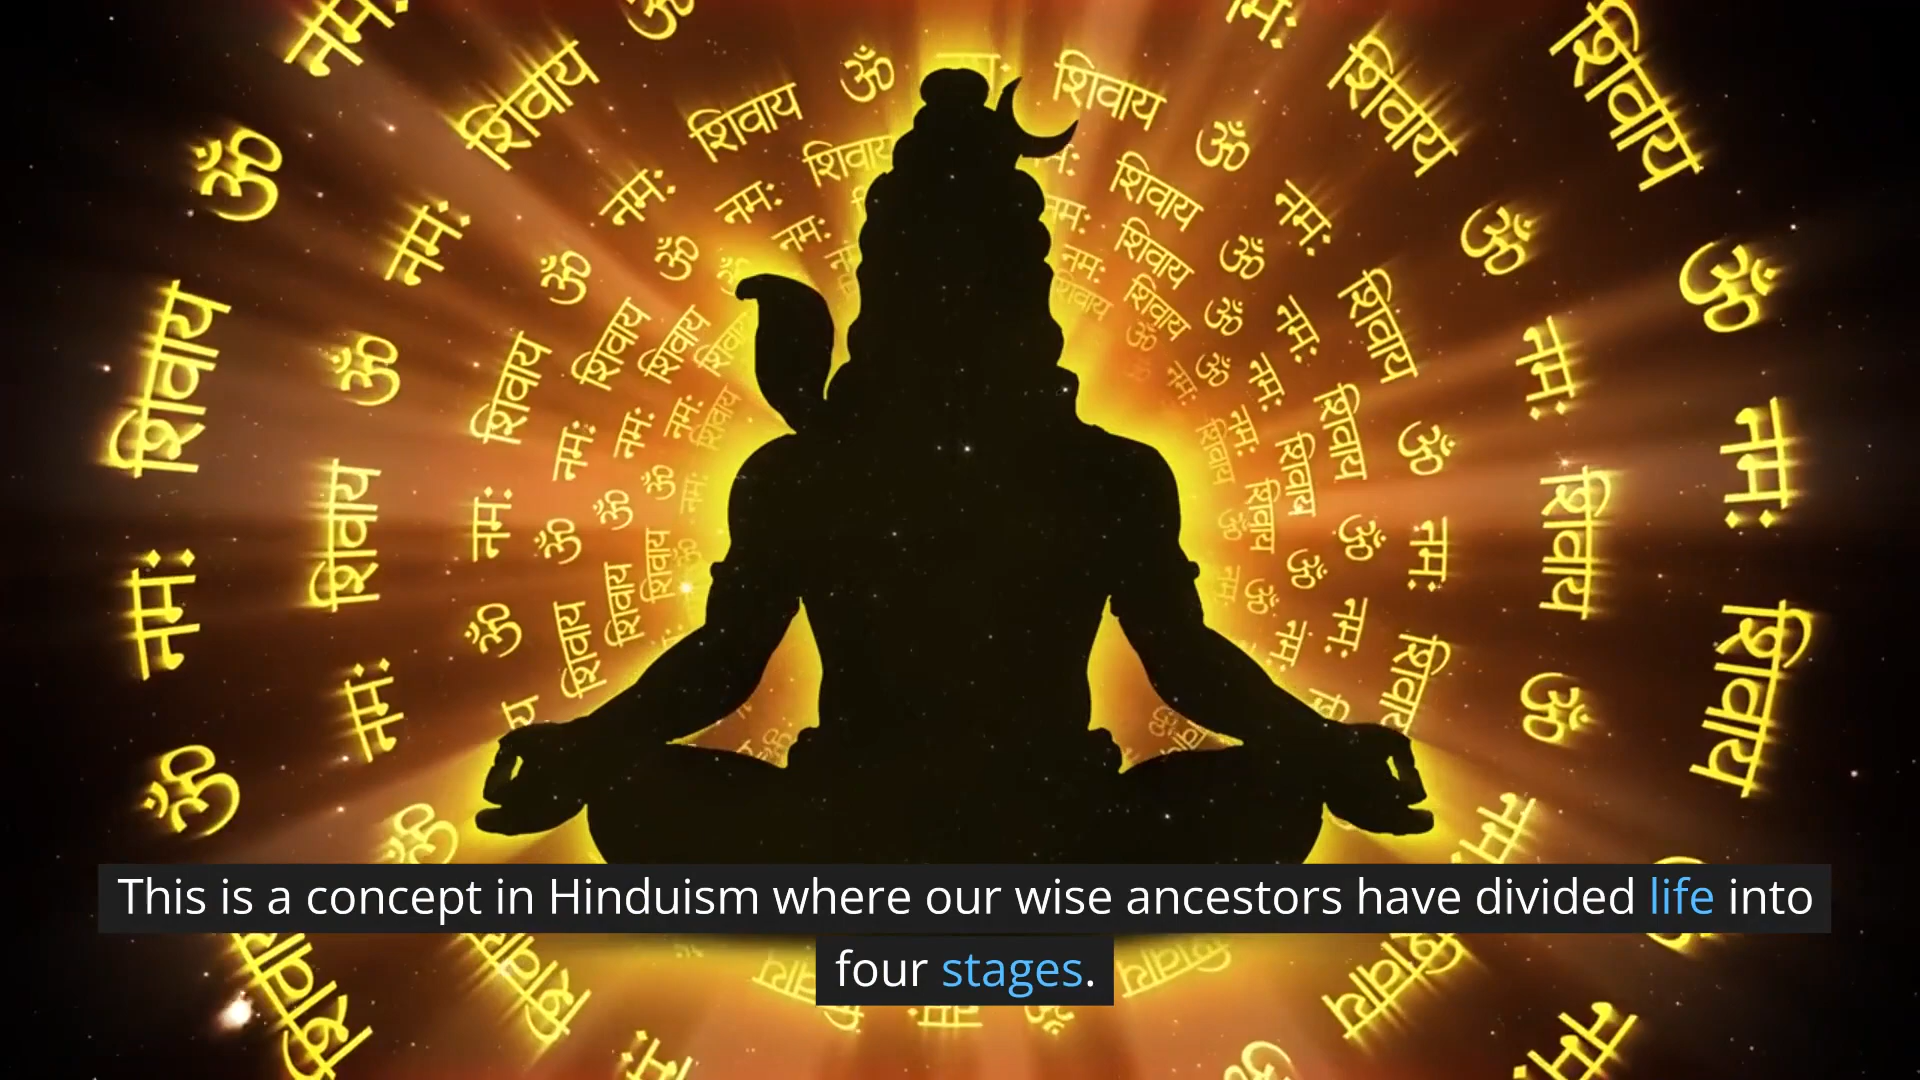 ॐ नमः शिवाय
This is a concept in Hinduism where our wise ancestors have divided life into
four stages.